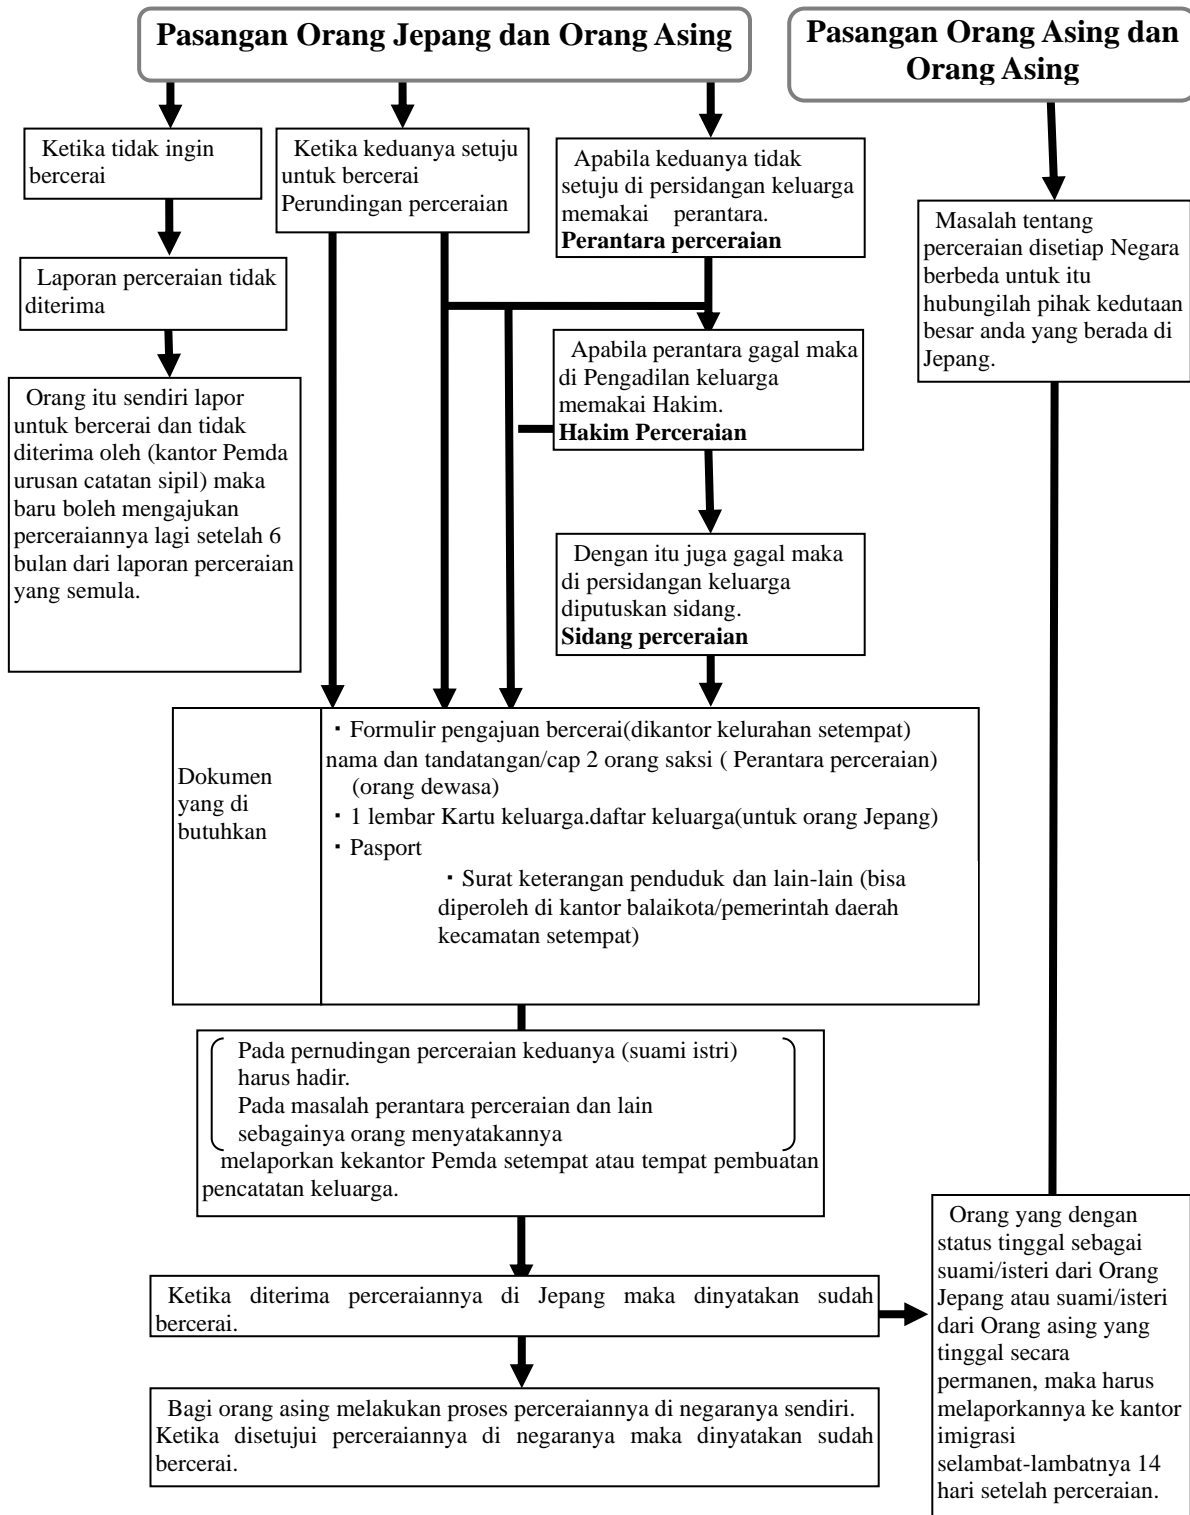 Pasangan Orang Jepang dan Orang Asing
Pasangan Orang Asing dan
Orang Asing
Ketika tidak ingin
bercerai
Laporan perceraian tidak
diterima
Orang itu sendiri lapor
untuk bercerai dan tidak
diterima oleh (kantor Pemda
urusan catatan sipil) maka
baru boleh mengajukan
perceraiannya lagi setelah 6
bulan dari laporan perceraian
yang semula.
Ketika keduanya setuju
untuk bercerai
Perundingan perceraian
Apabila keduanya tidak
setuju di persidangan keluarga
memakai perantara.
Perantara perceraian
Apabila perantara gagal maka
di Pengadilan keluarga
memakai Hakim.
Hakim Perceraian
Dengan itu juga gagal maka
di persidangan keluarga
diputuskan sidang.
Sidang perceraian
Masalah tentang
perceraian disetiap Negara
berbeda untuk itu
hubungilah pihak kedutaan
besar anda yang berada di
Jepang.
Dokumen
yang di
butuhkan
・Formulir pengajuan bercerai(dikantor kelurahan setempat)
nama dan tandatangan/cap 2 orang saksi ( Perantara perceraian)
(orang dewasa)
・1 lembar Kartu keluarga.daftar keluarga(untuk orang Jepang)
・Pasport
・Surat keterangan penduduk dan lain-lain (bisa
diperoleh di kantor balaikota/pemerintah daerah
kecamatan setempat)
Pada pernudingan perceraian keduanya (suami istri)
harus hadir.
Pada masalah perantara perceraian dan lain
sebagainya orang menyatakannya
melaporkan kekantor Pemda setempat atau tempat pembuatan
pencatatan keluarga.
Ketika diterima perceraiannya di Jepang maka dinyatakan sudah
bercerai.
Bagi orang asing melakukan proses perceraiannya di negaranya sendiri.
Ketika disetujui perceraiannya di negaranya maka dinyatakan sudah
bercerai.
Orang yang dengan
status tinggal sebagai
suami/isteri dari Orang
Jepang atau suami/isteri
dari Orang asing yang
tinggal secara
permanen, maka harus
melaporkannya ke kantor
imigrasi
selambat-lambatnya 14
hari setelah perceraian.